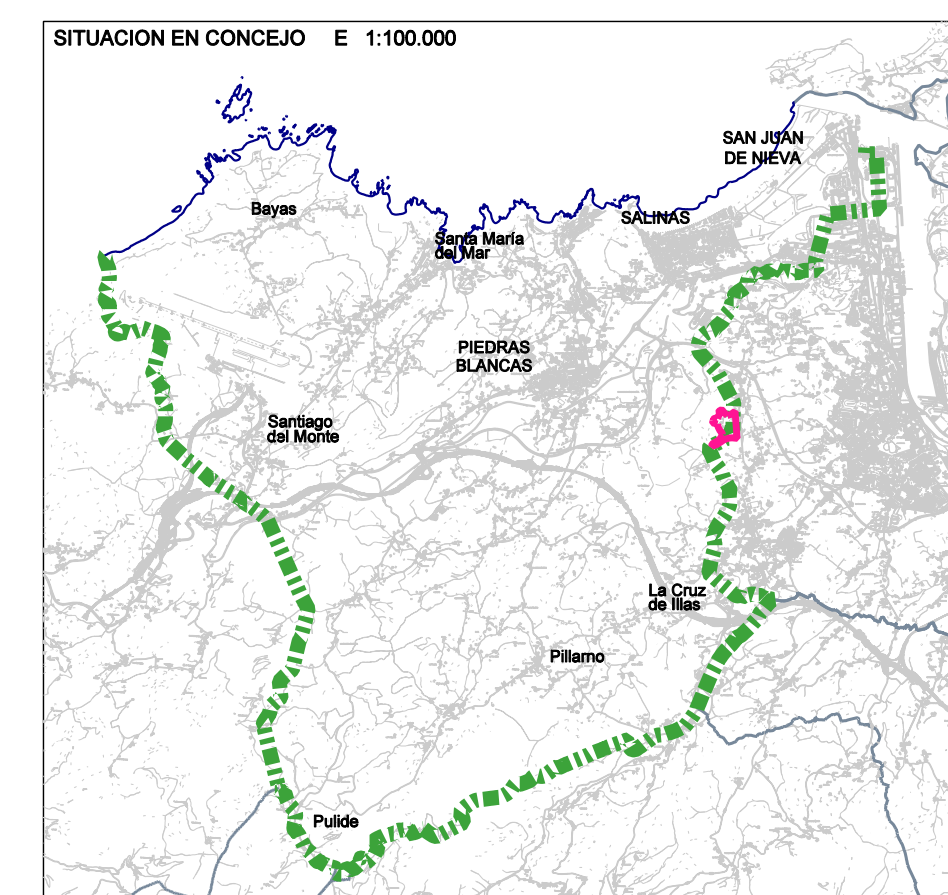 SITUACION EN CONCEJO E 1:100.000
SAN JUAN
DE NIEVA
Bayas
SALINAS
Santa María
del Mar
PIEDRAS
BLANCAS
Santiago
del Monte
La Cruz
de Illas
Pillarno
Pulide